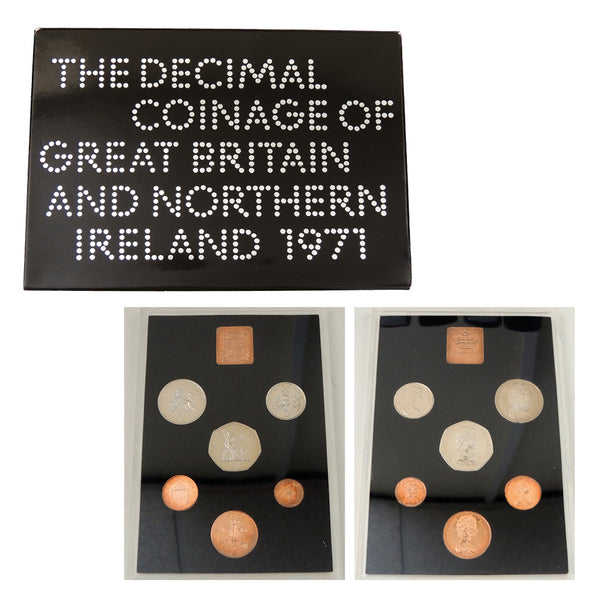 THE DECIMAL
COINAGE OF
GREAT BRITAIN
AND NORTHERN
IRELAND 1971